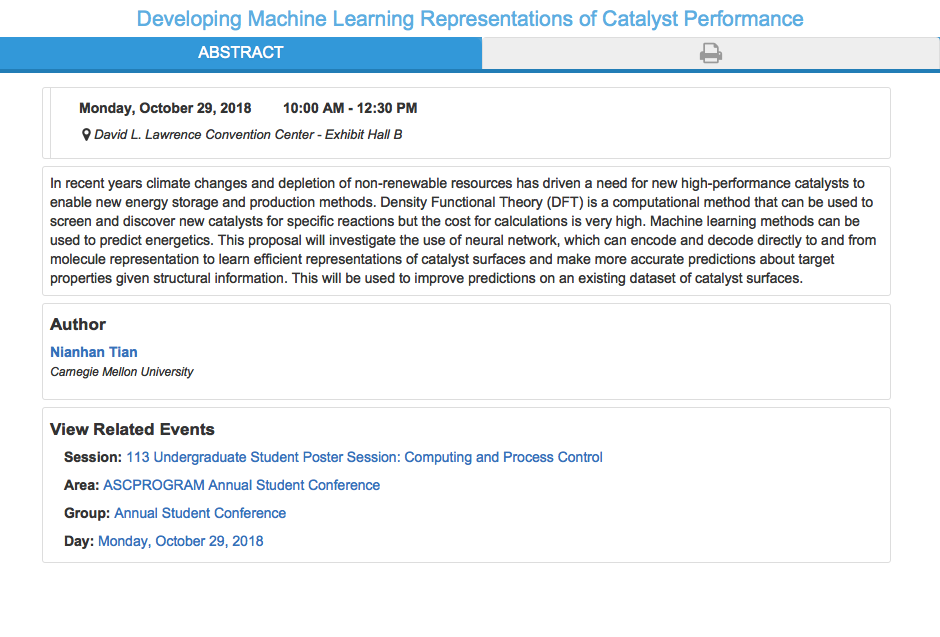 Developing Machine Learning Representations of Catalyst Performance
ABSTRACT
Monday, October 29, 2018 10:00 AM - 12:30 PM
David L. Lawrence Convention Center - Exhibit Hall B
In recent years climate changes and depletion of non-renewable resources has driven a need for new high-performance catalysts to
enable new energy storage and production methods. Density Functional Theory (DFT) is a computational method that can be used to
screen and discover new catalysts for specific reactions but the cost for calculations is very high. Machine learning methods can be
used to predict energetics. This proposal will investigate the use of neural network, which can encode and decode directly to and from
molecule representation to learn efficient representations of catalyst surfaces and make more accurate predictions about target
properties given structural information. This will be used to improve predictions on an existing dataset of catalyst surfaces.
Author
Nianhan Tian
Carnegie Mellon University
View Related Events
Session: 113 Undergraduate Student Poster Session: Computing and Process Control
Area: ASCPROGRAM Annual Student Conference
Group: Annual Student Conference
Day: Monday, October 29, 2018